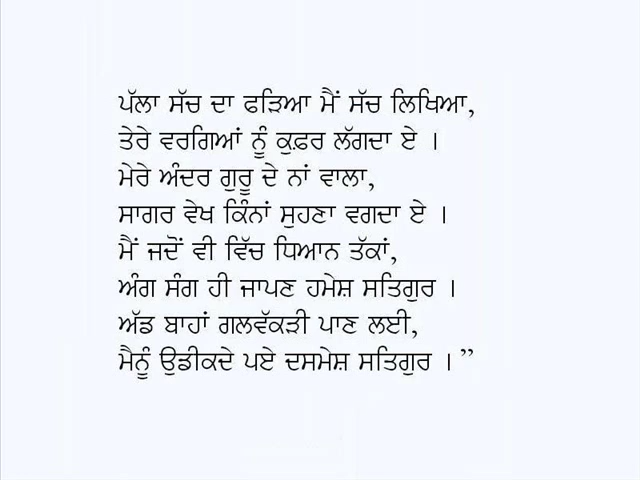 ਪੱਲਾ ਸੱਚ ਦਾ ਫੜਿਆ ਮੈਂ ਸੱਚ ਲਿਖਿਆ,
ਤੇਰੇ ਵਰਗਿਆਂ ਨੂੰ ਕੁਫ਼ਰ ਲੱਗਦਾ ਏ ।
ਮੇਰੇ ਅੰਦਰ ਗੁਰੂ ਦੇ ਨਾਂ ਵਾਲਾ,
ਸਾਗਰ ਵੇਖ ਕਿੰਨਾਂ ਸੁਹਣਾ ਵਗਦਾ ਏ ।
ਮੈਂ ਜਦੋਂ ਵੀ ਵਿੱਚ ਧਿਆਨ ਤੱਕਾਂ,
ਅੰਗ ਸੰਗ ਹੀ ਜਾਪਣ ਹਮੇਸ਼ ਸਤਿਗੁਰ ।
ਅੱਡ ਬਾਹਾਂ ਗਲਵੱਕੜੀ ਪਾਣ ਲਈ,
ਮੈਨੂੰ ਉਡੀਕਦੇ ਪਏ ਦਸਮੇਸ਼ ਸਤਿਗੁਰ ।”